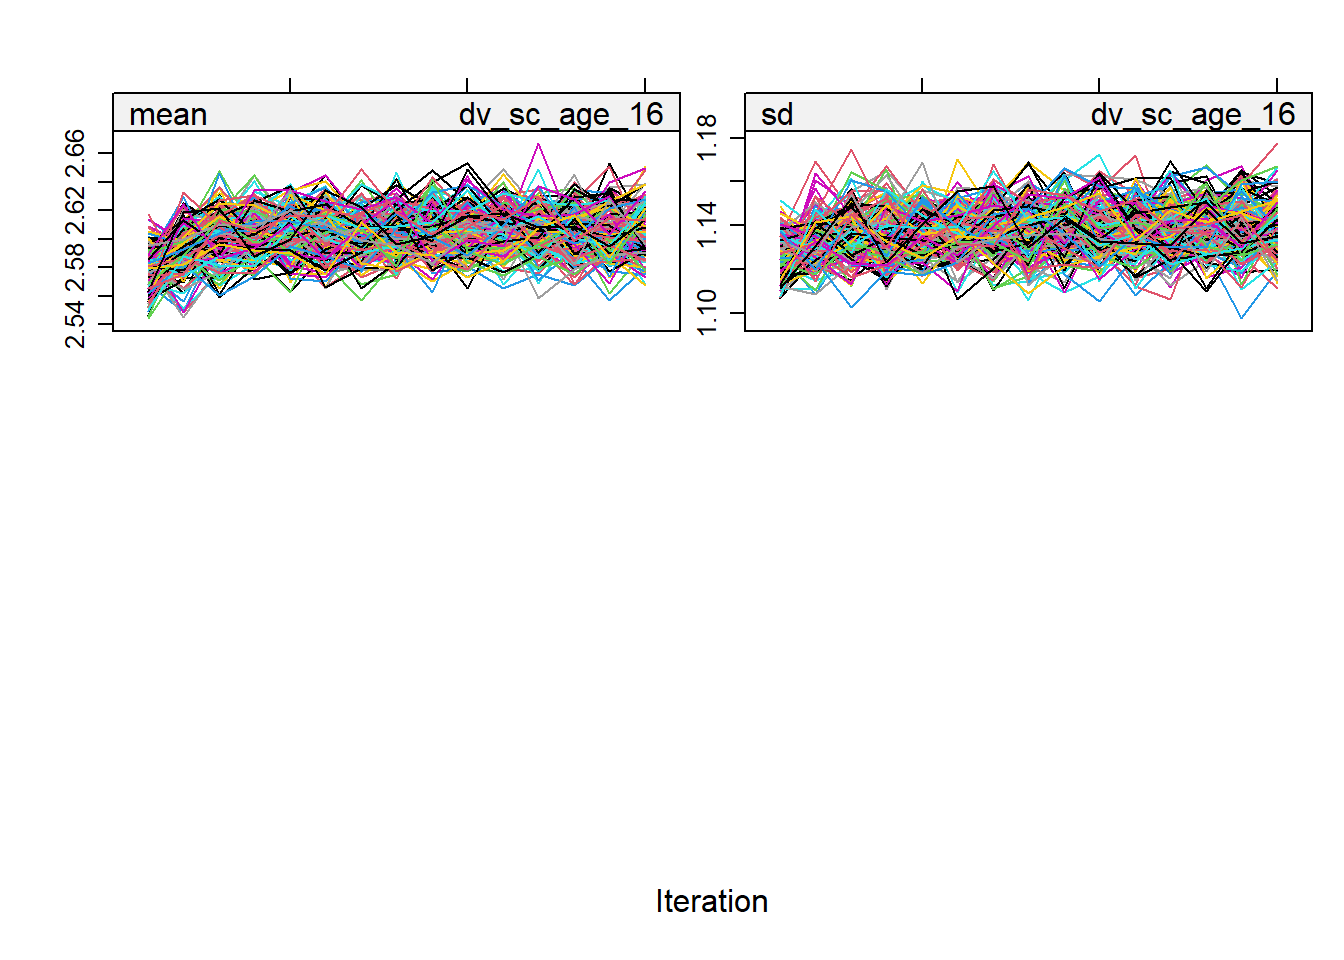 mean dv_sc_age_16
sd dv_sc_age_16
2.66
2.62
2.58
2.54
1.18
1.14
1.10
Iteration